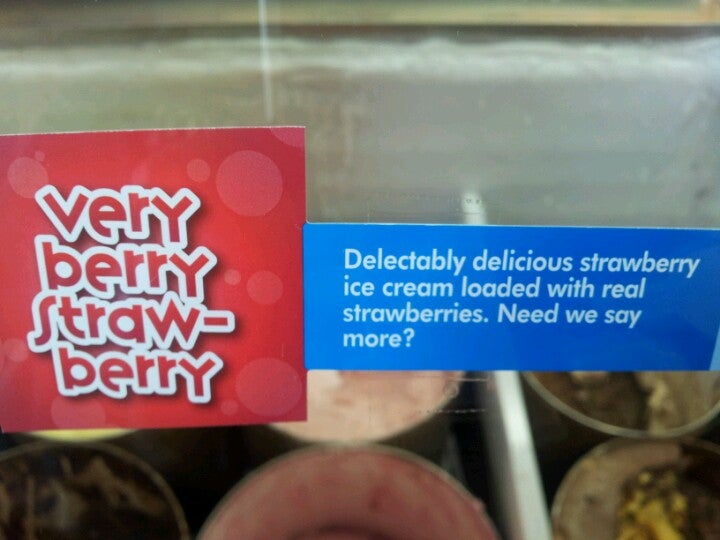 very
berry
Straw-
berry
Delectably delicious strawberry
ice cream loaded with real
strawberries. Need we say
more?